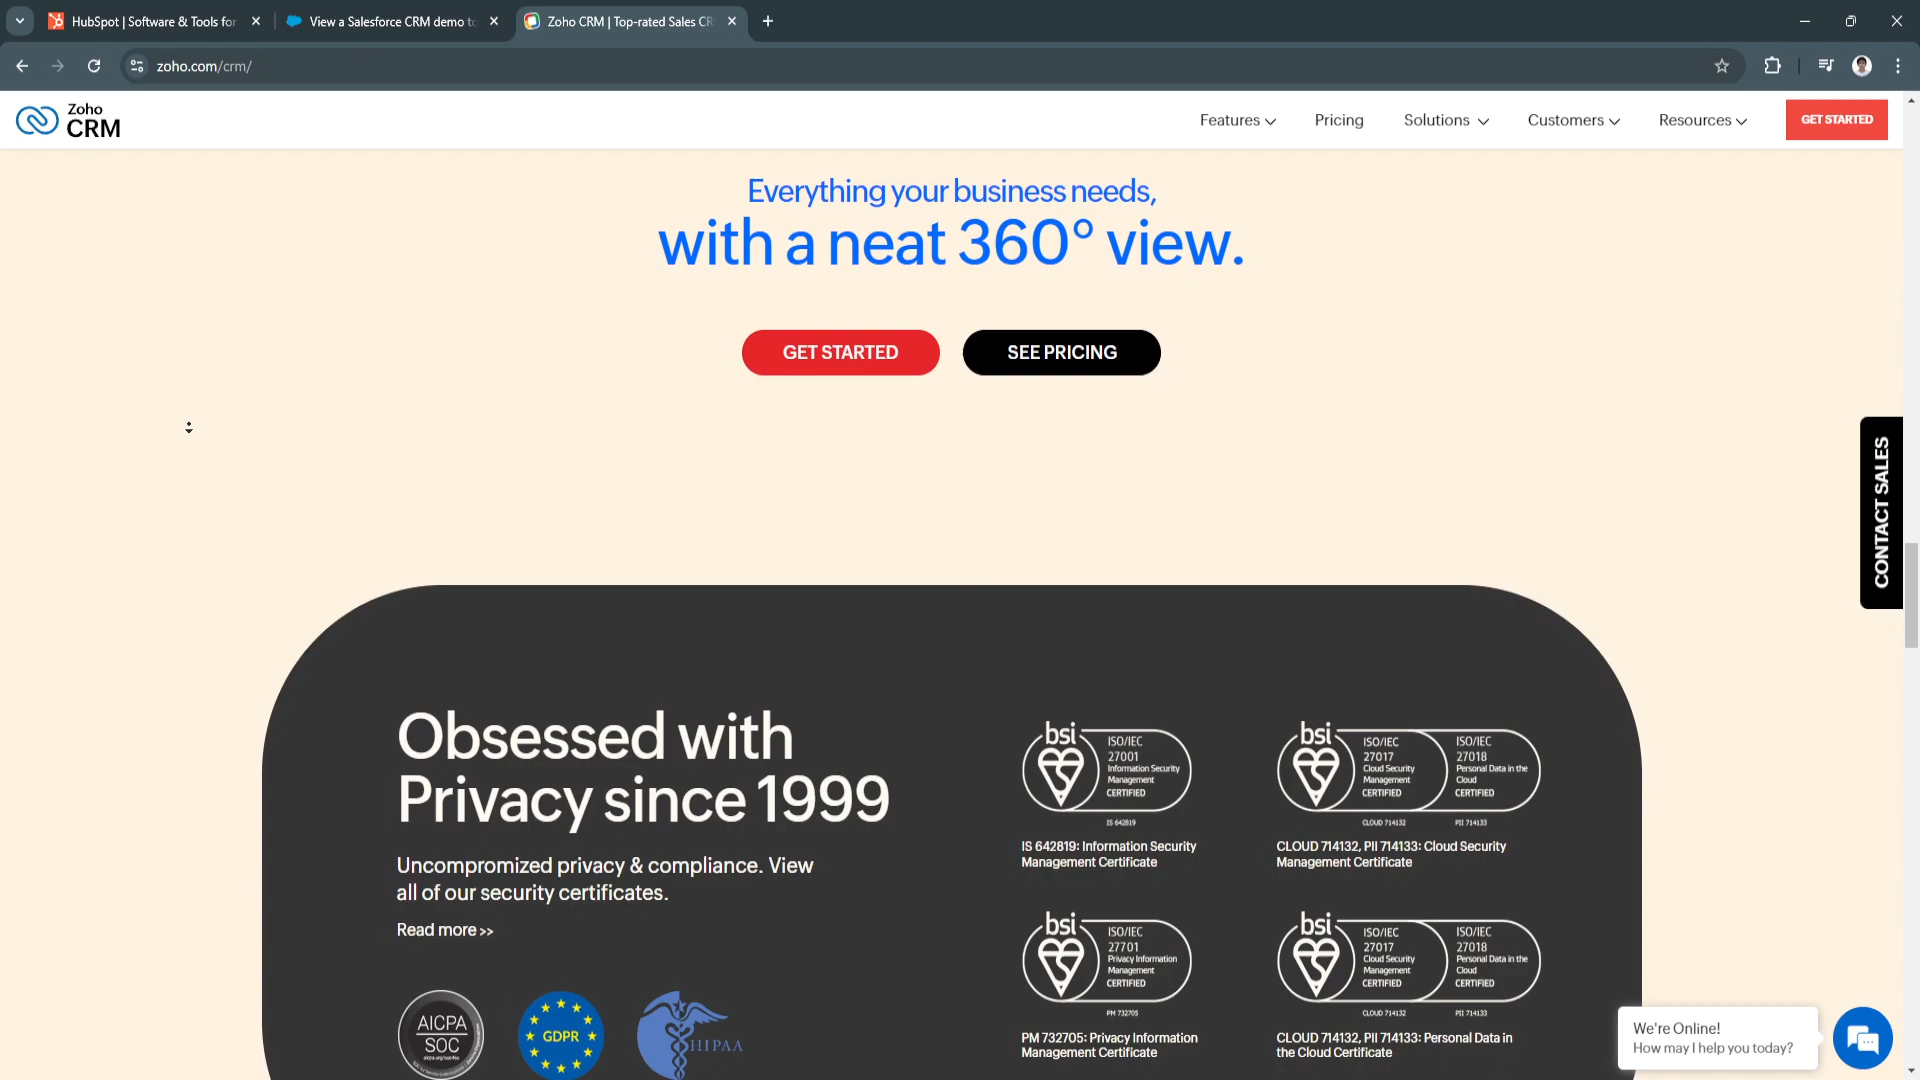 HubSpot | Software & Tools for
View a Salesforce CRM demo to
Zoho CRM | Top-rated Sales CR
zoho.com/crm/
Zoho
CRM
Features
Pricing
Solutions
Customers
Resources
GET STARTED
Everything your business needs,
with a neat 360° view.
GET STARTED
SEE PRICING
CONTACT SALES
Obsessed with
Privacy since 1999
Uncompromized privacy & compliance. View
all of our security certificates.
Read more >>
AICPA
SOC
GDPR
HIPAA
bsi
ISO/IEC
27001
Information Security
Management
CERTIFIED
IS 642819
IS 642819: Information Security
Management Certificate
bsi
ISO/IEC
27017
Cloud Security
Management
CERTIFIED
ISO/IEC
27018
Personal Data in the
Cloud
CERTIFIED
CLOUD 714132
PII 714133
CLOUD 714132, PII 714133: Cloud Security
Management Certificate
bsi
ISO/IEC
27701
Privacy Information
Management
CERTIFIED
PM 732705
PM 732705: Privacy Information
Management Certificate
bsi
ISO/IEC
27017
Cloud Security
Management
CERTIFIED
ISO/IEC
27018
Personal Data in the
Cloud
CERTIFIED
CLOUD 714132
PII 714133
CLOUD 714132, PII 714133: Personal Data in
the Cloud Certificate
We're Online!
How may I help you today?